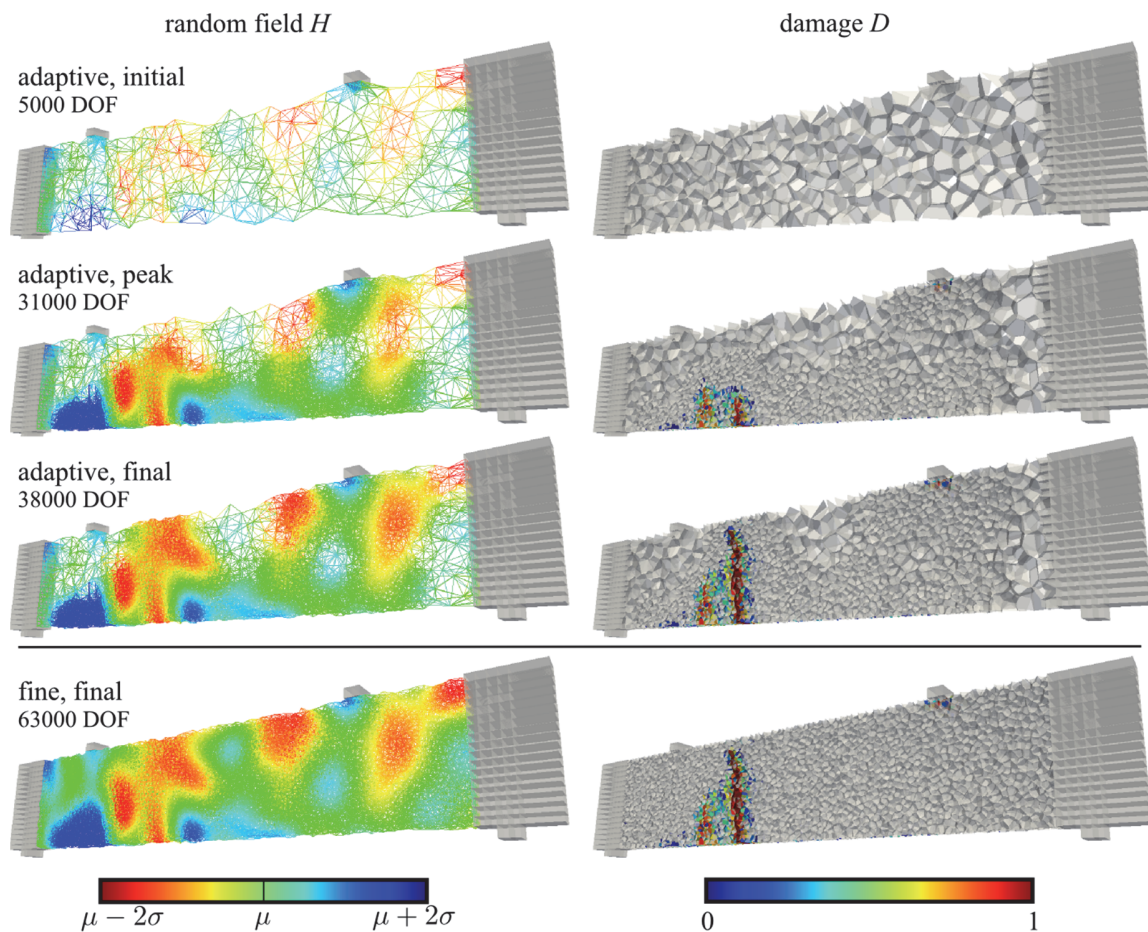 random field H
damage D
adaptive, initial
5000 DOF
adaptive, peak
31000 DOF
adaptive, final
38000 DOF
fine, final
63000 DOF
μ − 2σ μ μ + 2σ
0 1